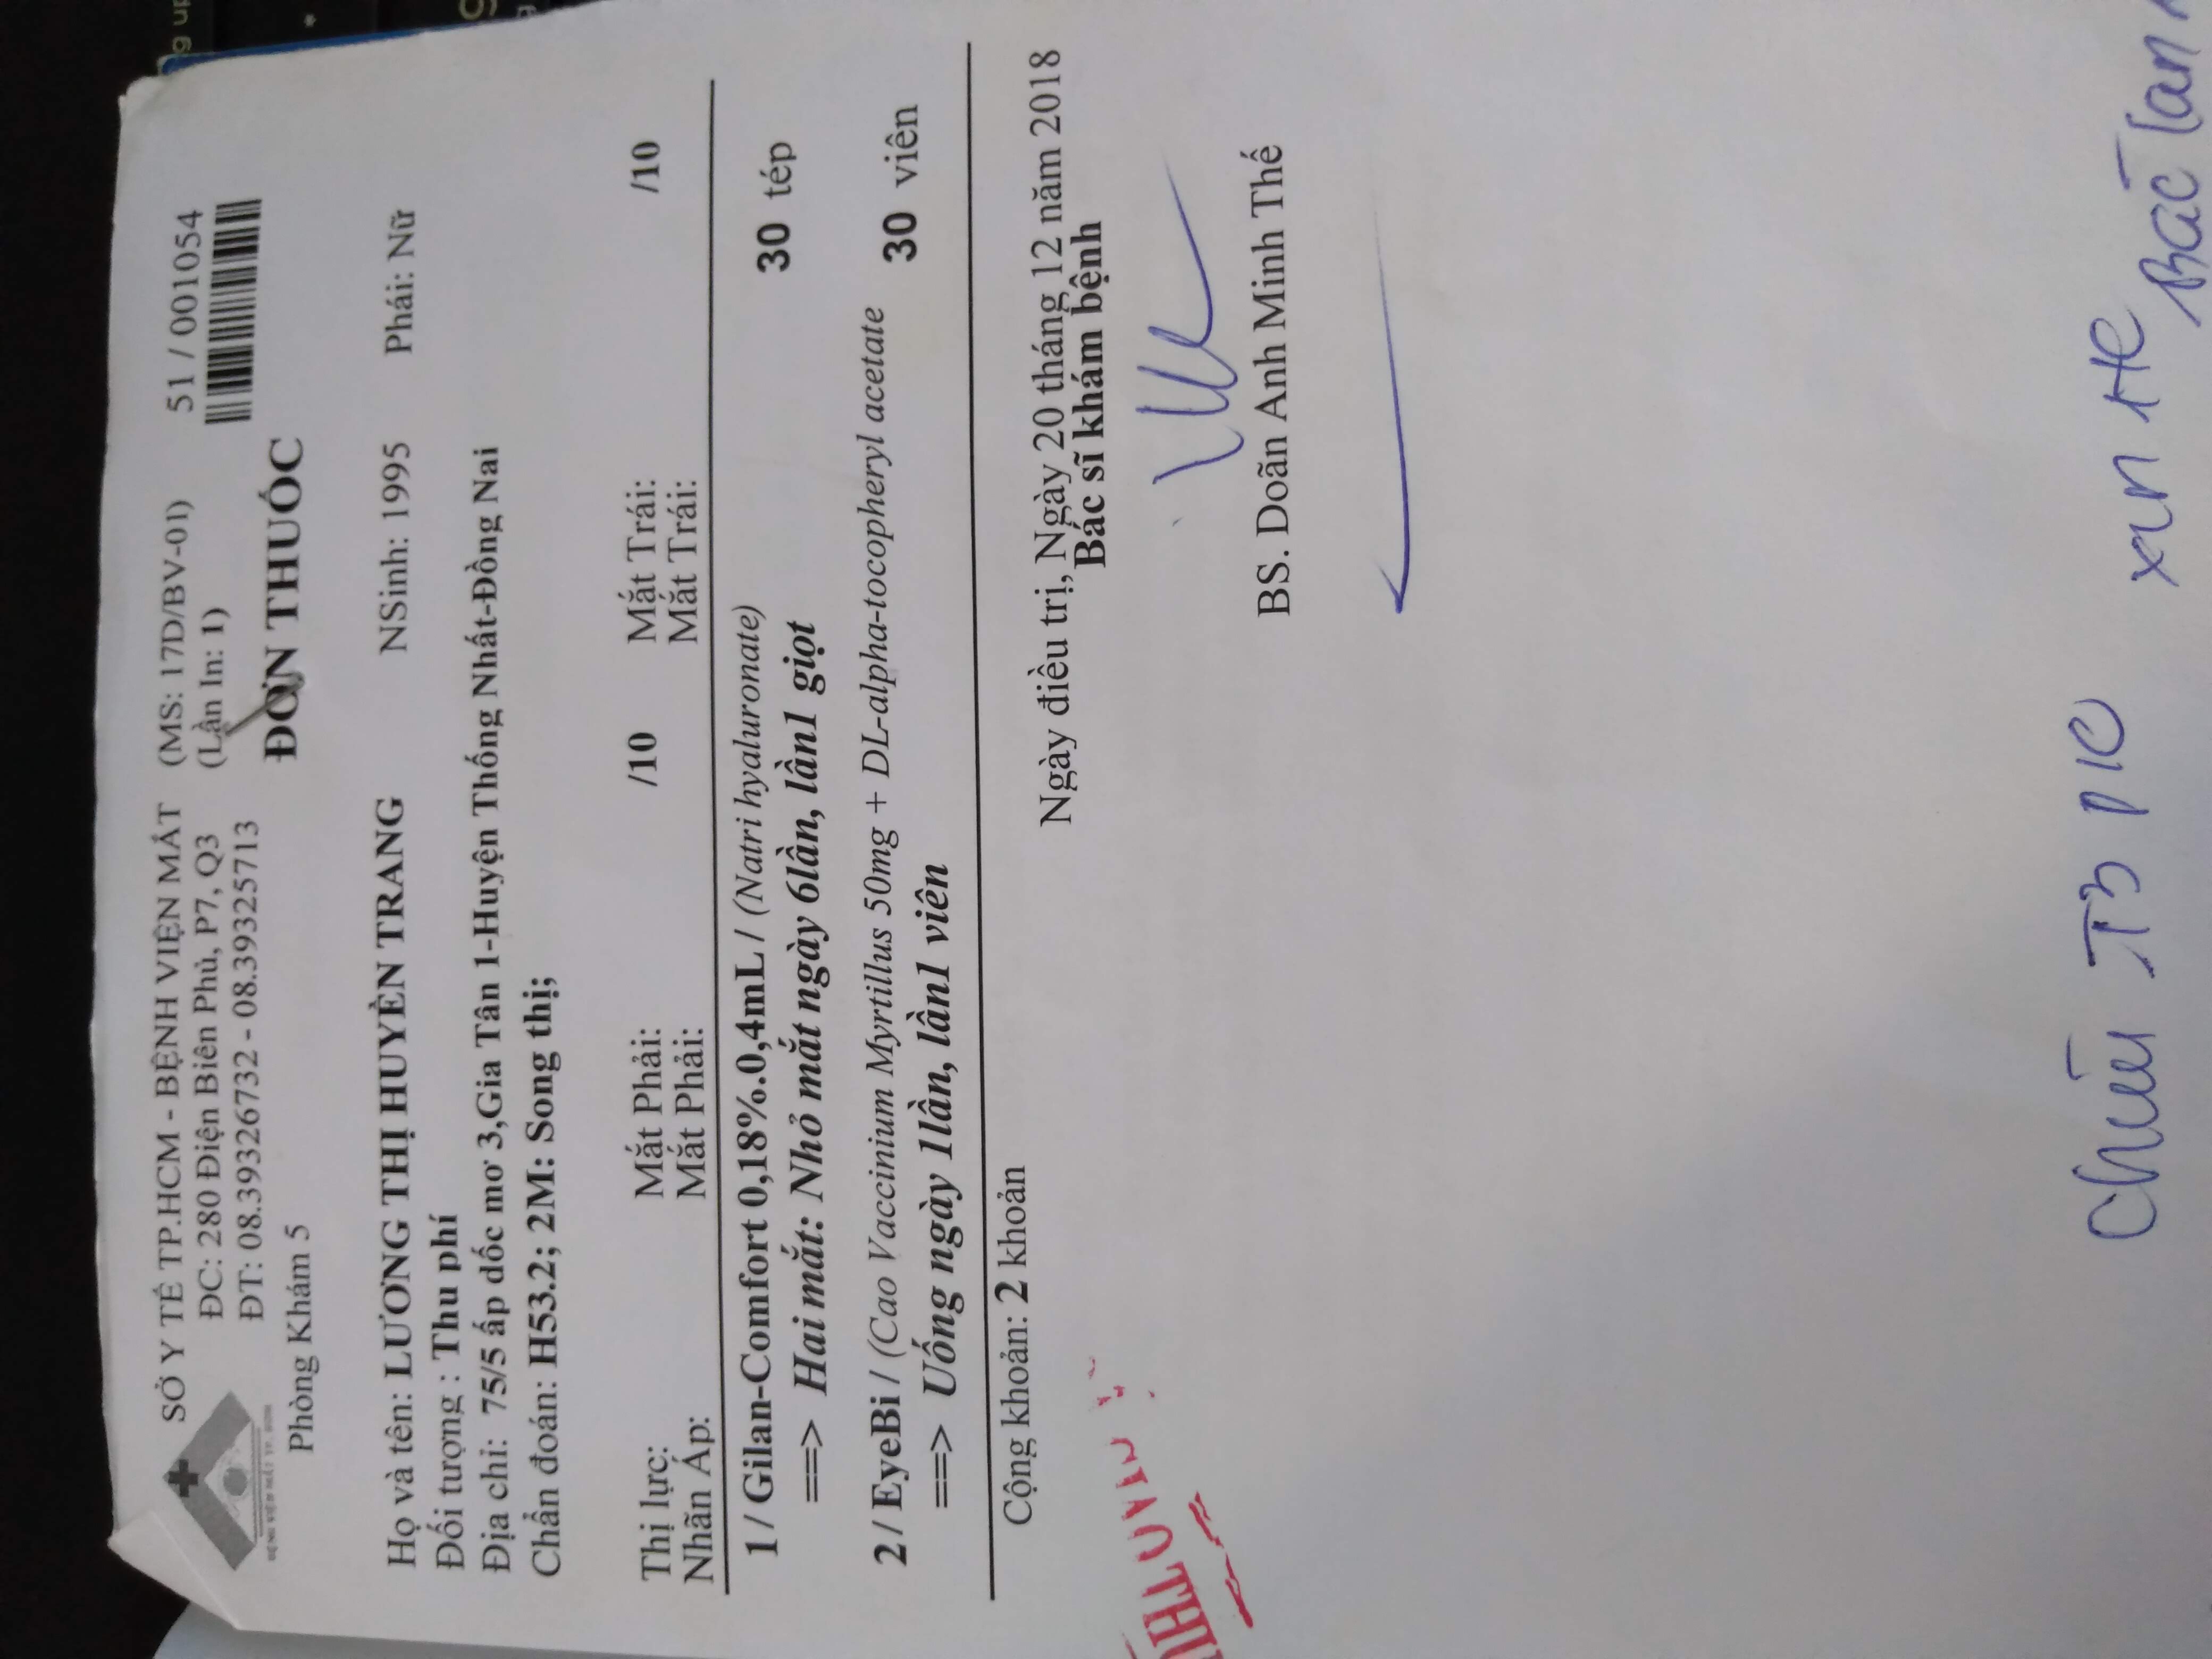 SỞ Y TẾ TP.HCM - BỆNH VIỆN MẮT (MS: 17D/BV-01) 51 / 001054
ĐC: 280 Điện Biên Phủ, P7, Q3 (Lần In: 1)
ĐT: 08.39326732 - 08.39325713
BỆNH VIỆN MẮT TP. HCM
ĐƠN THUỐC
Phòng Khám 5
Họ và tên: LƯƠNG THỊ HUYỀN TRANG NSinh: 1995 Phái: Nữ
Đối tượng : Thu phí
Địa chỉ: 75/5 ấp dốc mơ 3,Gia Tân 1-Huyện Thống Nhất-Đồng Nai
Chẩn đoán: H53.2; 2M: Song thị;
Thị lực: Mắt Phải: /10 Mắt Trái: /10
Nhãn Áp: Mắt Phải: Mắt Trái:
1/ Gilan-Comfort 0,18%.0,4mL / (Natri hyaluronate) 30 tép
==> Hai mắt: Nhỏ mắt ngày 6lần, lần1 giọt
2/ EyeBi / (Cao Vaccinium Myrtillus 50mg + DL-alpha-tocopheryl acetate 30 viên
==> Uống ngày 1lần, lần1 viên
Cộng khoản: 2 khoản
Ngày điều trị, Ngày 20 tháng 12 năm 2018
Bác sĩ khám bệnh
BS. Doãn Anh Minh Thế
T3